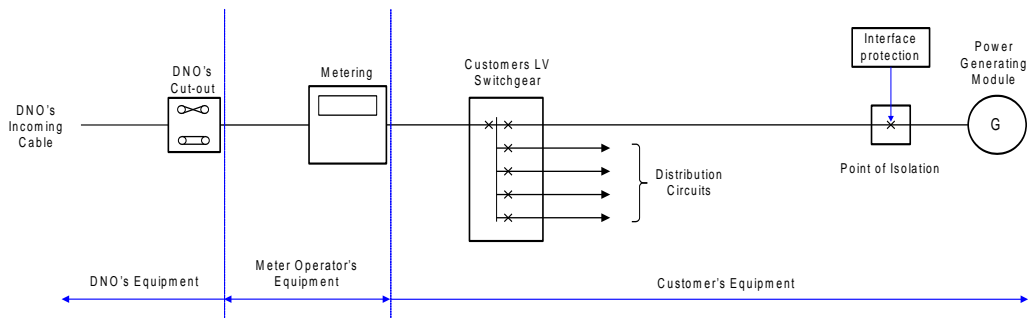 DNO's
Incoming
Cable
DNO's
Cut-out
Metering
Customers LV
Switchgear
Distribution
Circuits
Interface
protection
Point of Isolation
Power
Generating
Module
G
DNO's Equipment
Meter Operator's
Equipment
Customer's Equipment